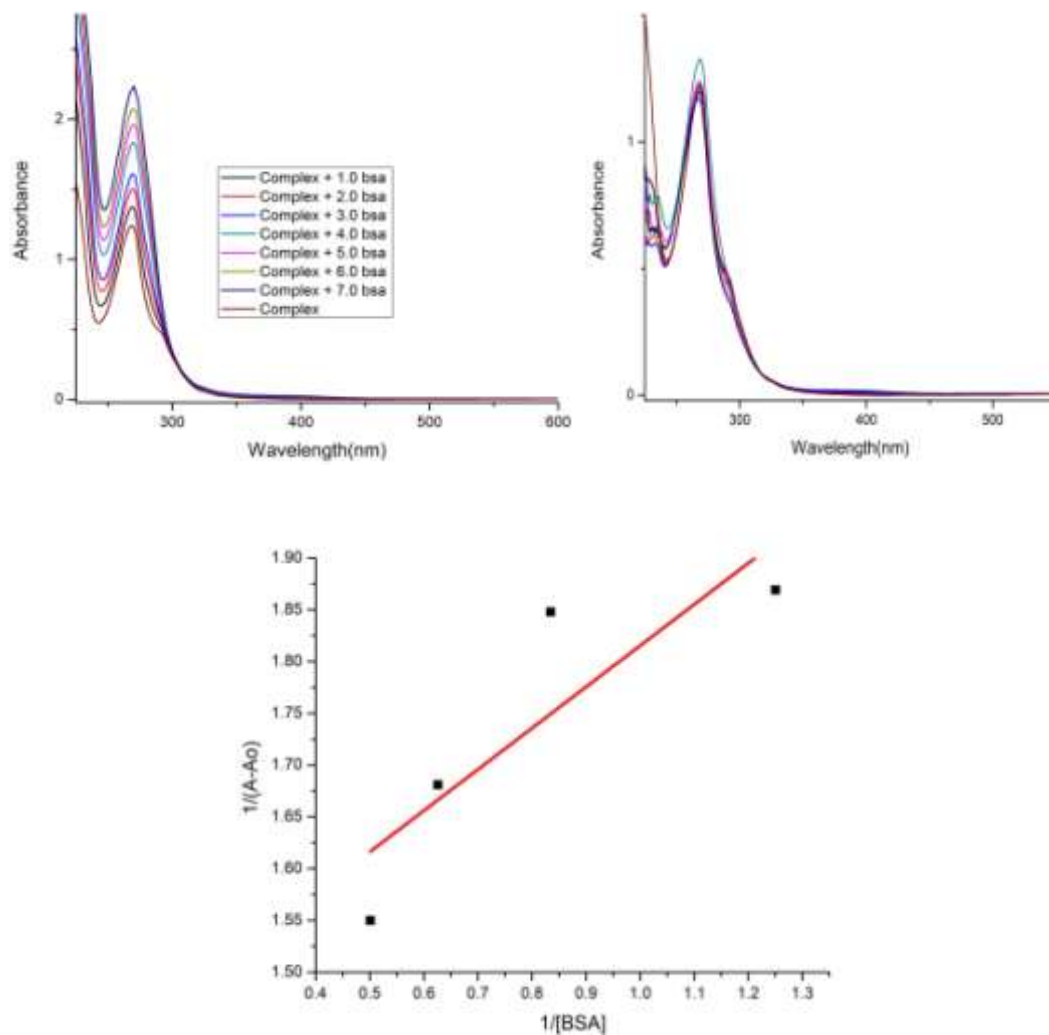 Absorbance
2
1
0
Complex + 1.0 bsa
Complex + 2.0 bsa
Complex + 3.0 bsa
Complex + 4.0 bsa
Complex + 5.0 bsa
Complex + 6.0 bsa
Complex + 7.0 bsa
Complex
300
400
500
600
Wavelength(nm)
Absorbance
1
0
300
400
500
Wavelength(nm)
1/(A-Ao)
1.90
1.85
1.80
1.75
1.70
1.65
1.60
1.55
1.50
0.4
0.5
0.6
0.7
0.8
0.9
1.0
1.1
1.2
1.3
1/[BSA]